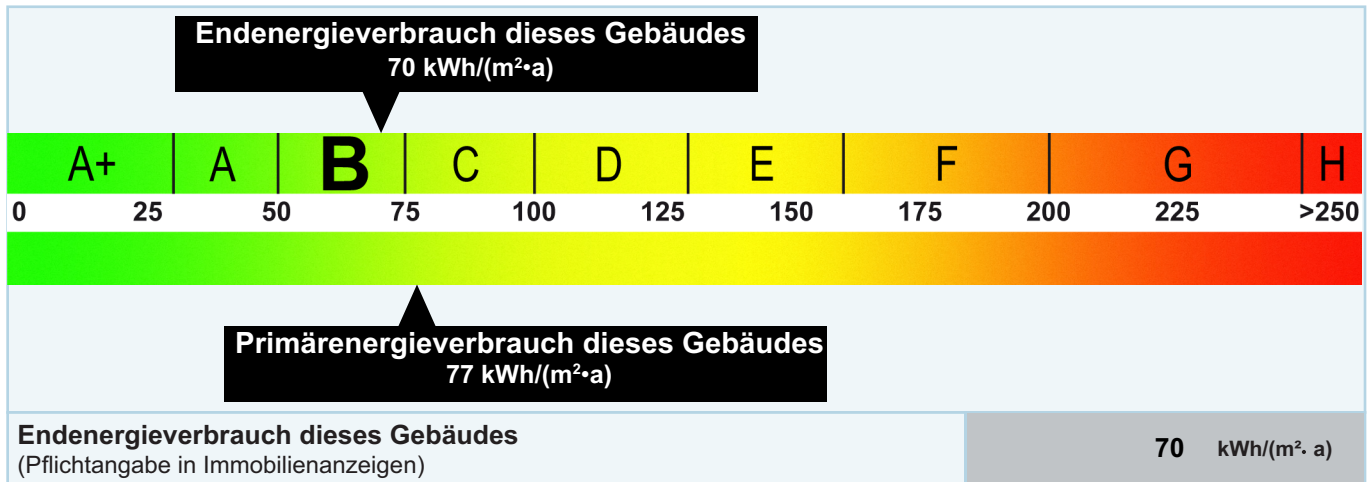 Endenergieverbrauch dieses Gebäudes
70 kWh/(m²•a)
A+ A B C D E F G H
0 25 50 75 100 125 150 175 200 225 >250
Primärenergieverbrauch dieses Gebäudes
77 kWh/(m²•a)
Endenergieverbrauch dieses Gebäudes
(Pflichtangabe in Immobilienanzeigen)
70 kWh/(m²· a)